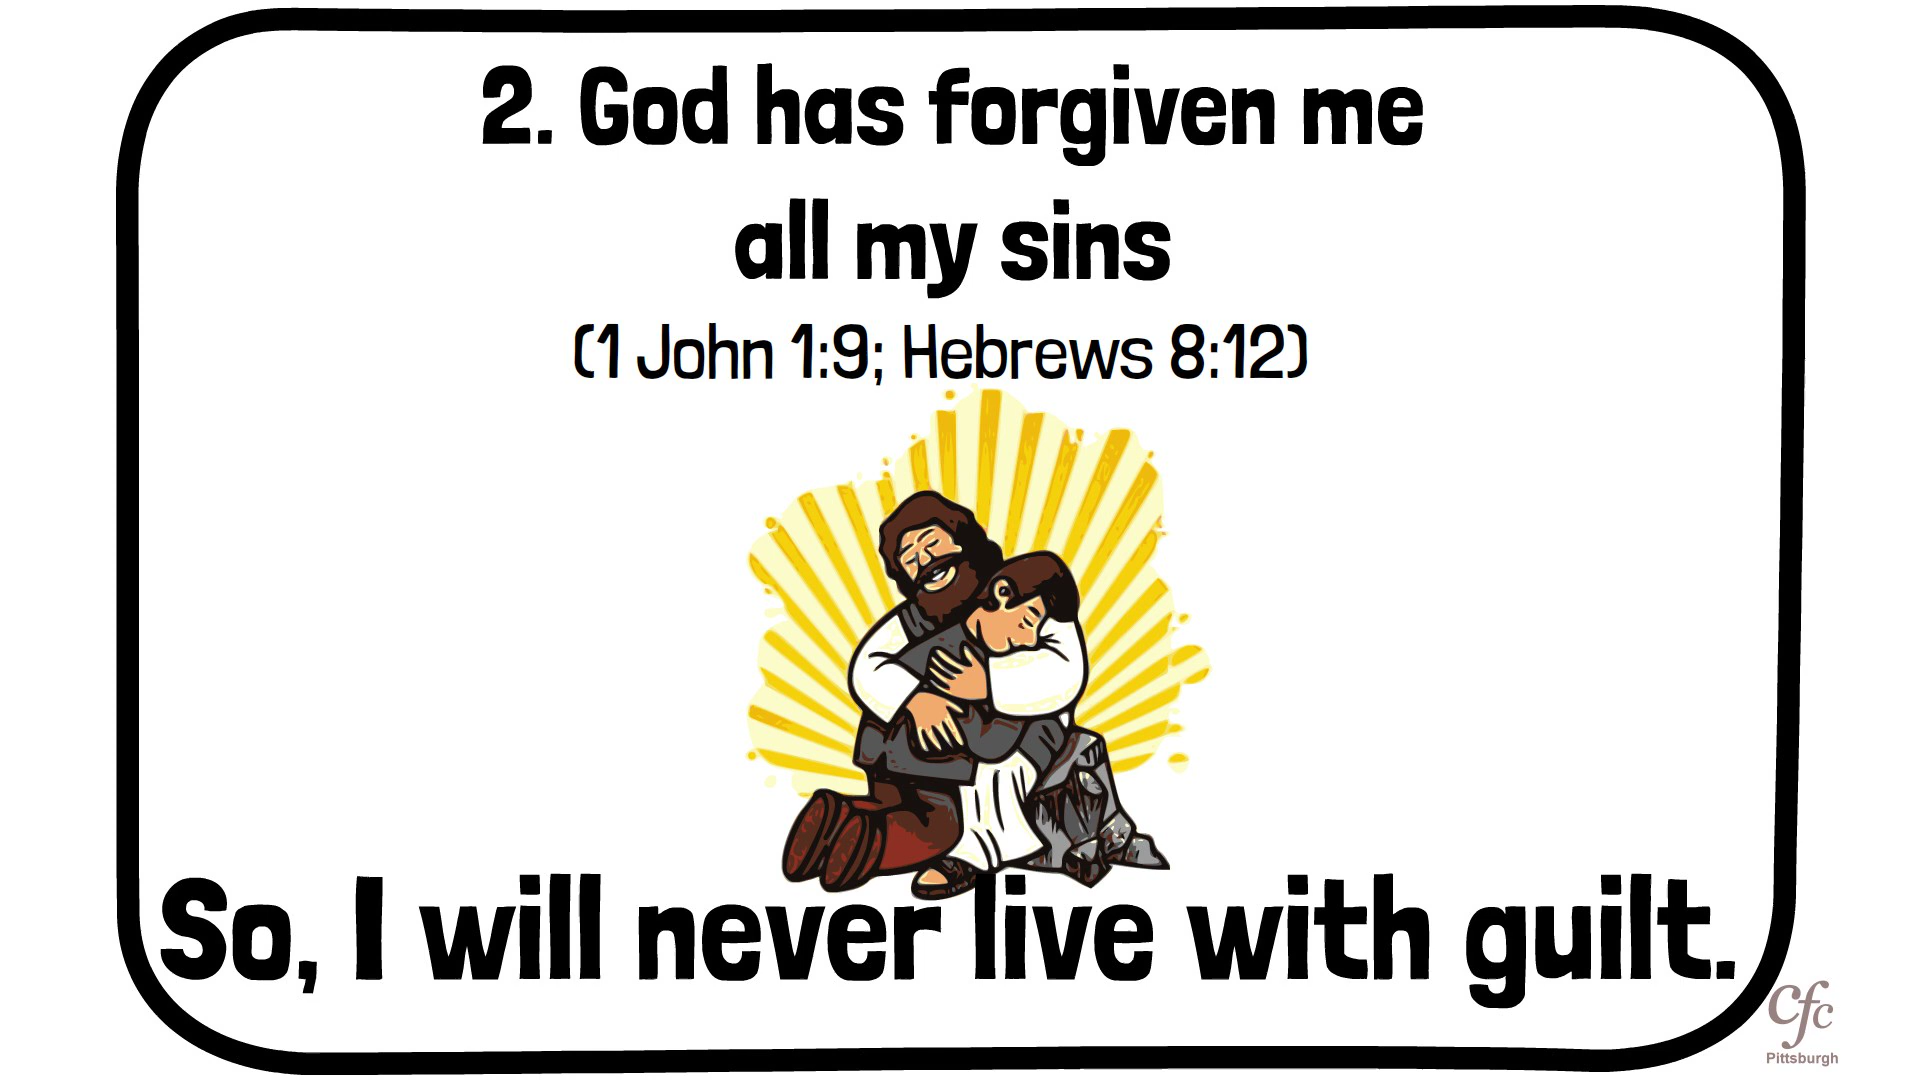 2. God has forgiven me
all my sins
(1 John 1:9; Hebrews 8:12)
So, I will never live with guilt.
cfc
Pittsburgh